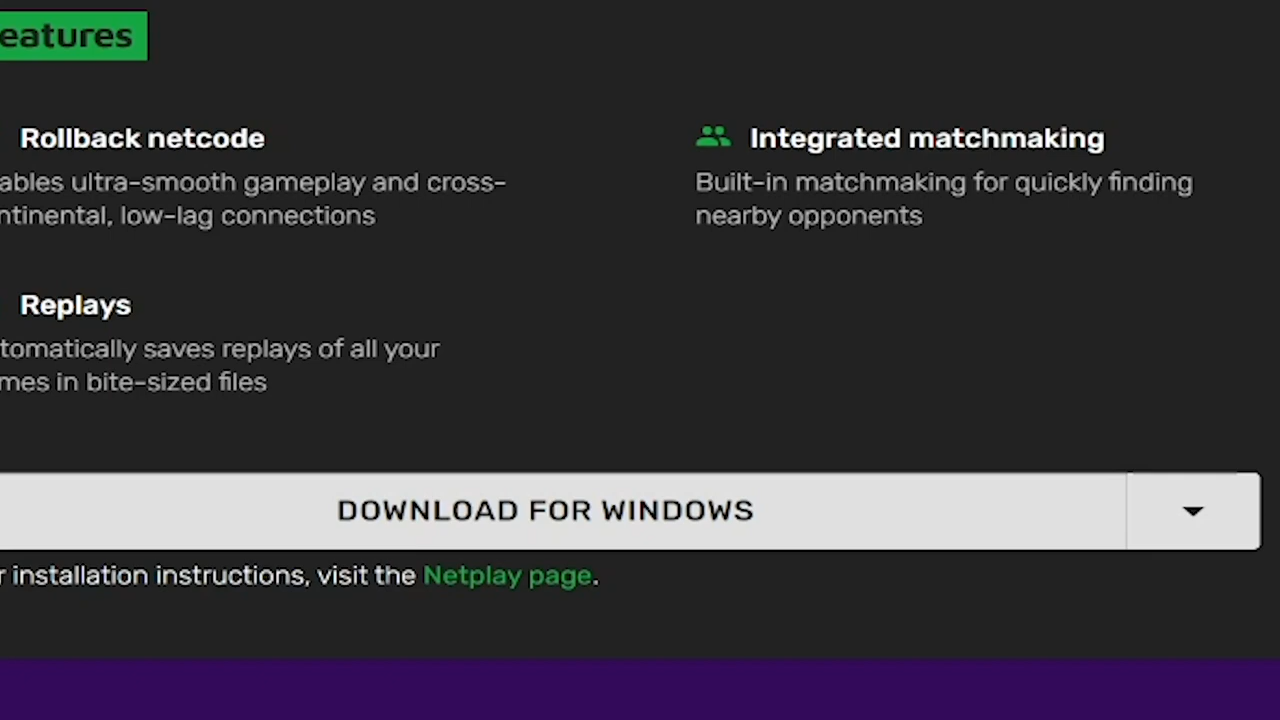 eatures
Rollback netcode
ables ultra-smooth gameplay and cross-
ntinental, low-lag connections
Integrated matchmaking
Built-in matchmaking for quickly finding
nearby opponents
Replays
tomatically saves replays of all your
mes in bite-sized files
DOWNLOAD FOR WINDOWS
r installation instructions, visit the Netplay page.